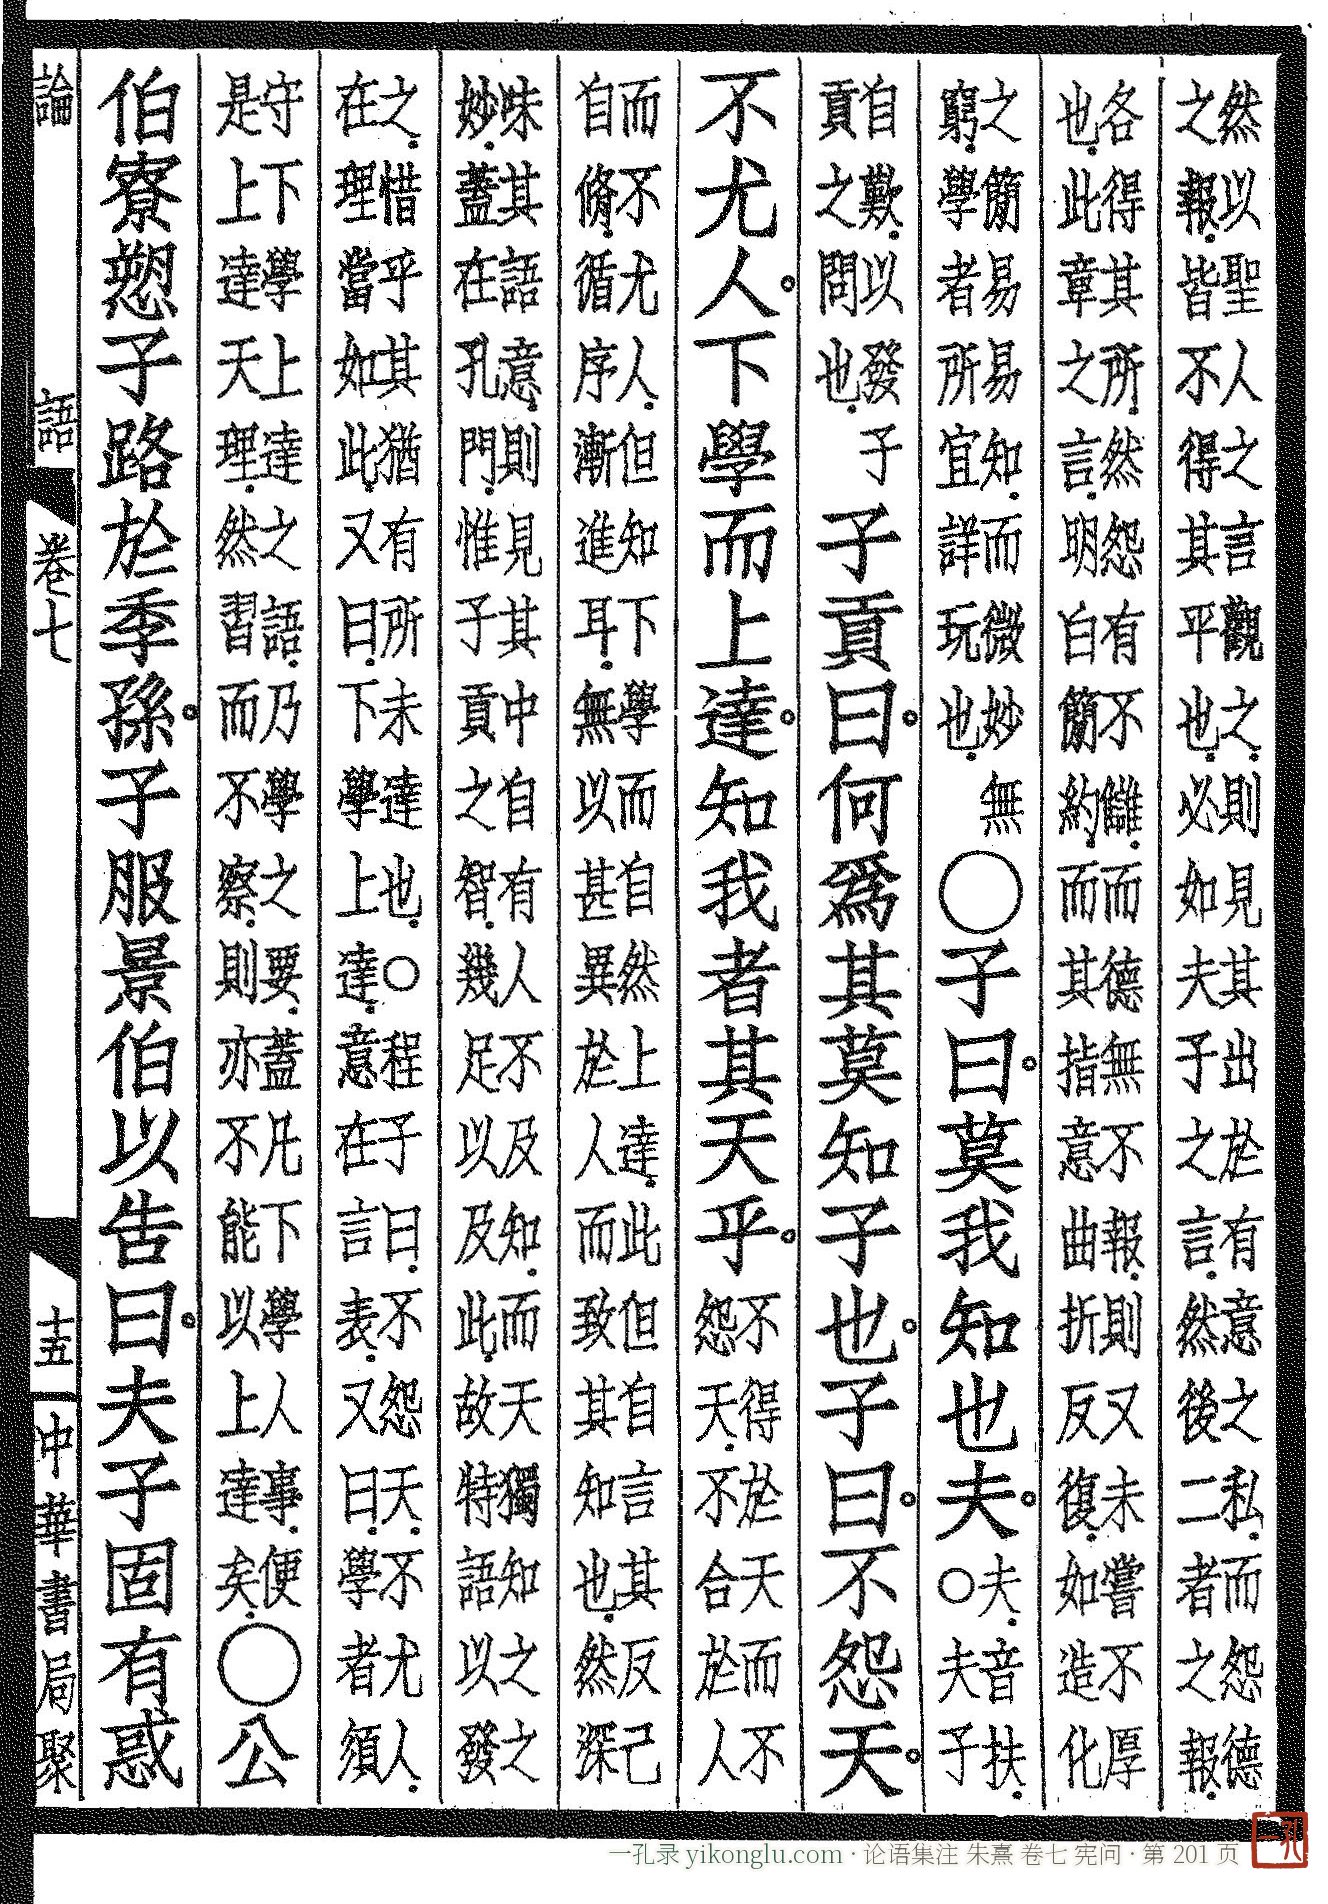 然以聖人之言觀之則見其出於有意之私而怨德
之報皆不得其平也必如夫子之言然後二者之報
各得其所然怨有不讎而德無不報則又未嘗不厚
也此章之言明白簡約而其指意曲折反復如造化
之簡易易知而微妙無
窮學者所宜詳玩也
○子曰莫我知也夫
夫音扶
○夫子
自歎以發子
貢之問也
子貢曰何爲其莫知子也子曰不怨天
不尤人下學而上達知我者其天乎
不得於天而不
怨天不合於人
而不尤人但知下學而自然上達此但自言其反己
自脩循序漸進耳無以甚異於人而致其知也然深
味其語意則見其中自有人不及知而天獨知之之
妙蓋在孔門惟子貢之智幾足以及此故特語以發
之惜乎其猶有所未達也○程子曰不怨天不尤人
在理當如此又曰下學上達意在言表又曰學者須
守下學上達之語乃學之要蓋凡下學人事便
是上達天理然習而不察則亦不能以上達矣
○公
伯寮愬子路於季孫子服景伯以告曰夫子固有惑
論語 卷七 十五 中華書局聚
一孔录 yikonglu.com · 论语集注 朱熹 卷七 宪问 · 第 201 页
一孔